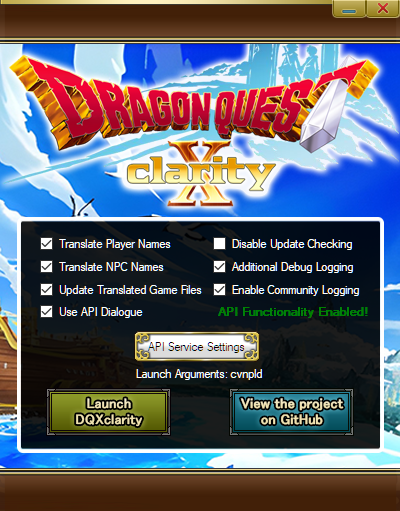 DRAGON QUEST
X
clarity
Translate Player Names
Disable Update Checking
Translate NPC Names
Additional Debug Logging
Update Translated Game Files
Enable Community Logging
Use API Dialogue
API Functionality Enabled!
API Service Settings
Launch Arguments: cvnpld
Launch
DQXclarity
View the project
on GitHub